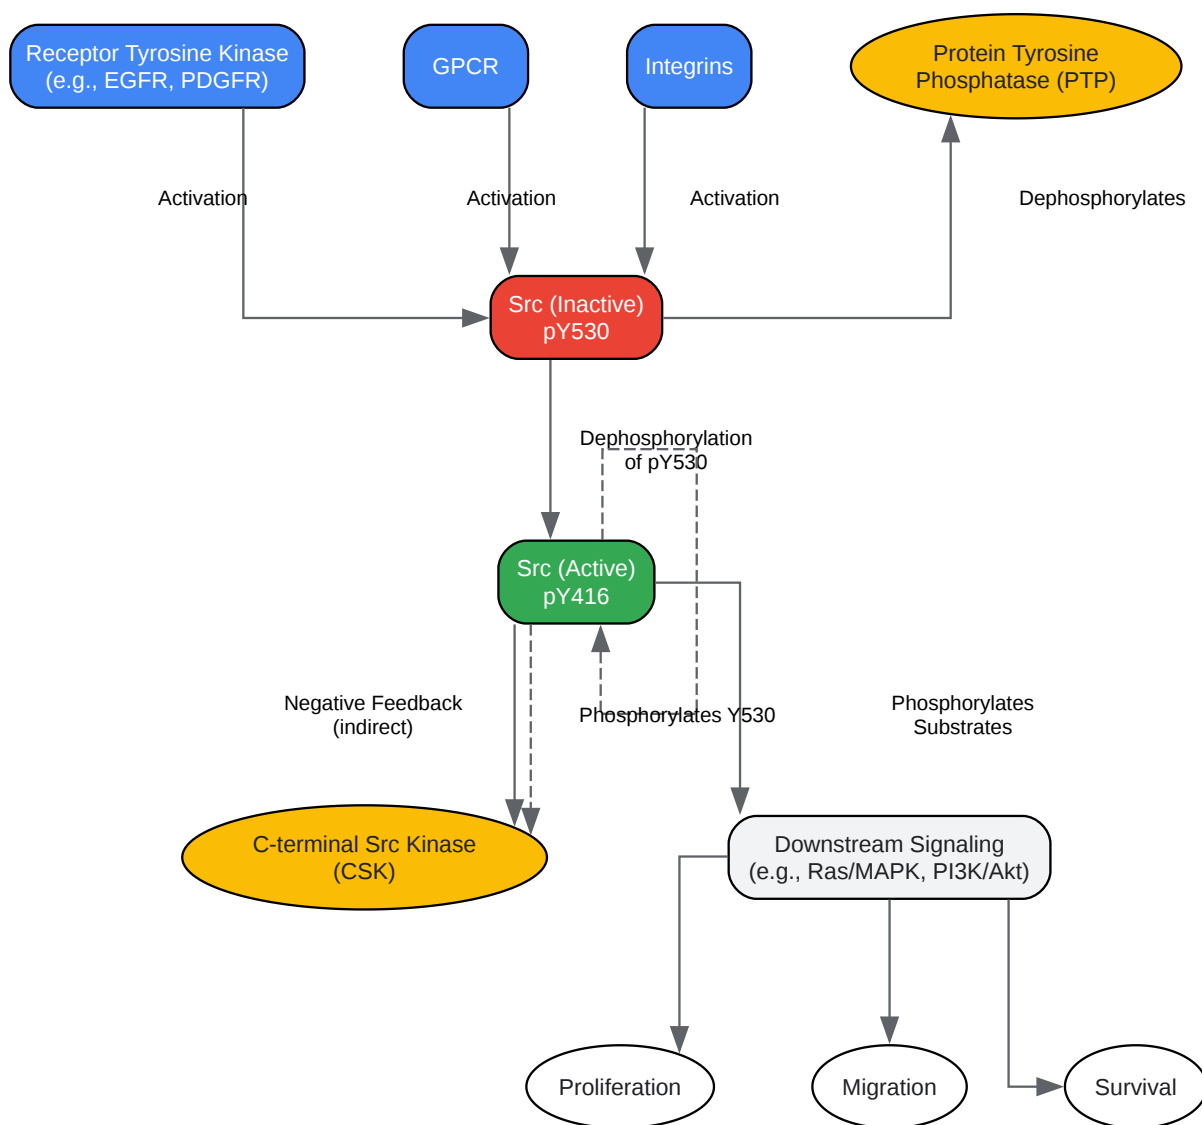 Receptor Tyrosine Kinase
(e.g., EGFR, PDGFR)
GPCR
Integrins
Protein Tyrosine
Phosphatase (PTP)
Activation
Activation
Activation
Dephosphorylates
Src (Inactive)
pY530
Dephosphorylation
of pY530
Src (Active)
pY416
Negative Feedback
(indirect)
Phosphorylates Y530
Phosphorylates
Substrates
C-terminal Src Kinase
(CSK)
Downstream Signaling
(e.g., Ras/MAPK, PI3K/Akt)
Proliferation
Migration
Survival